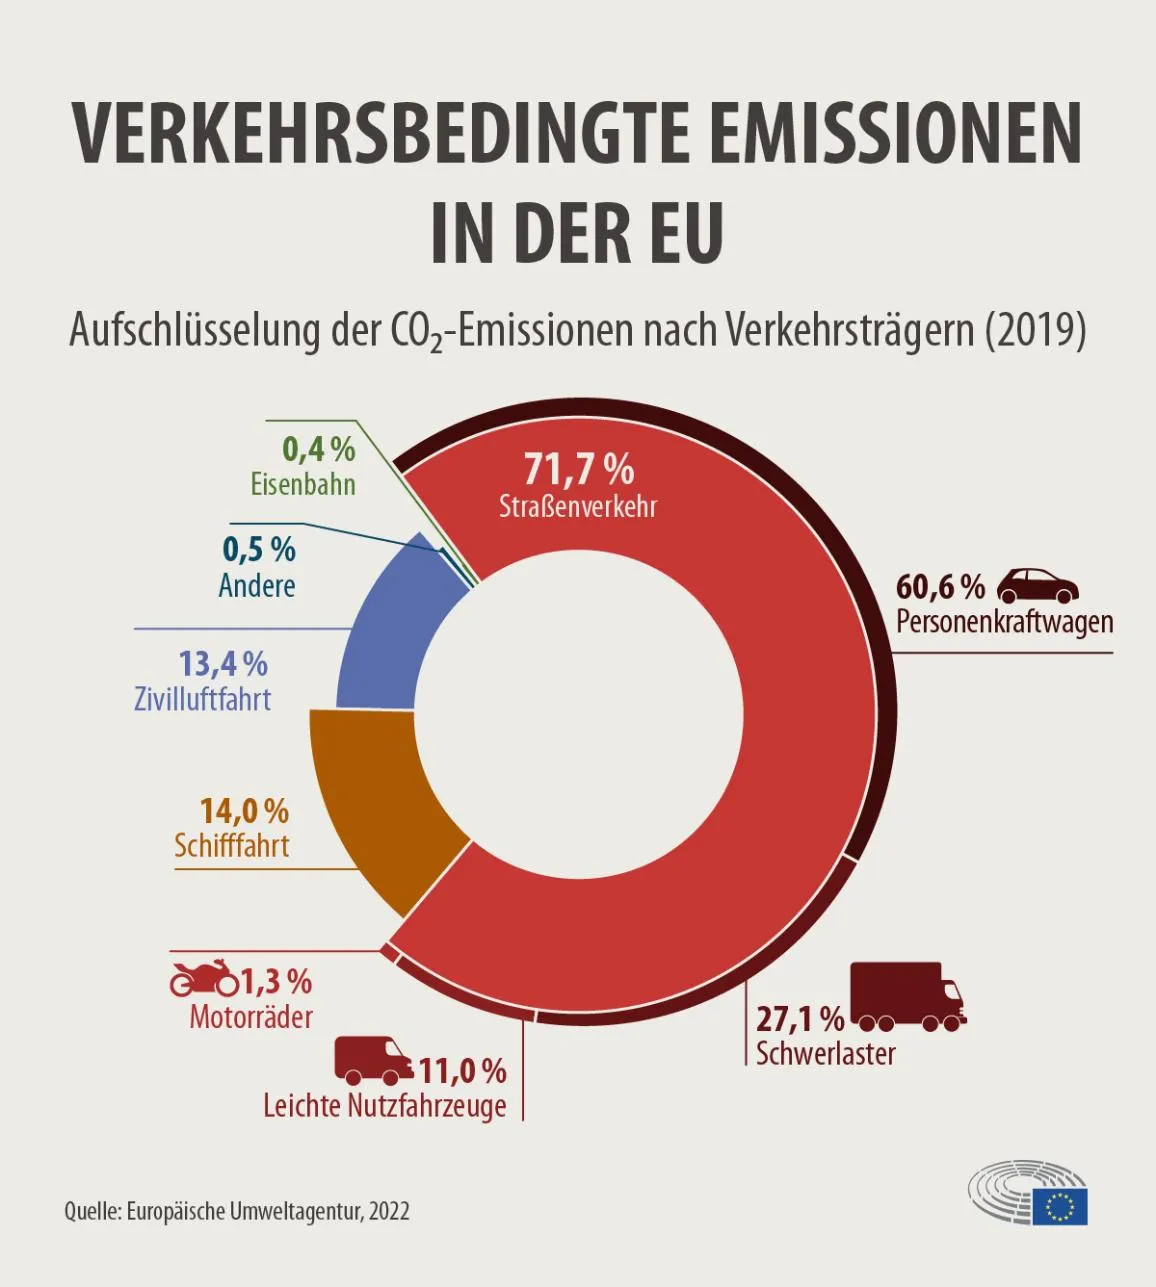 VERKEHRSBEDINGTE EMISSIONEN
IN DER EU
Aufschlüsselung der CO₂-Emissionen nach Verkehrsträgern (2019)
0,4 %
Eisenbahn
71,7 %
Straßenverkehr
0,5 %
Andere
60,6 %
Personenkraftwagen
13,4 %
Zivilluftfahrt
14,0 %
Schifffahrt
1,3 %
Motorräder
27,1 %
Schwerlaster
11,0 %
Leichte Nutzfahrzeuge
Quelle: Europäische Umweltagentur, 2022